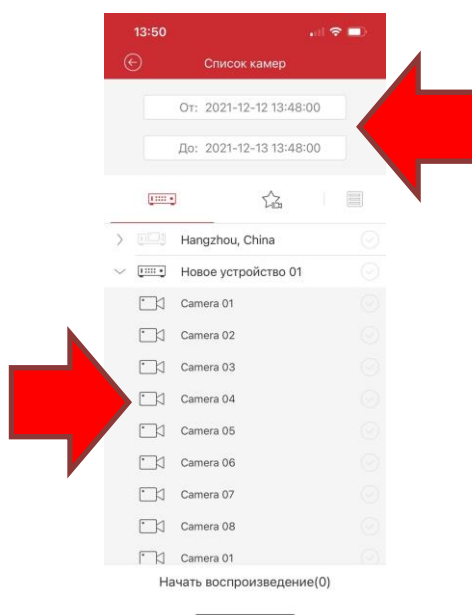 13:50
Список камер
От: 2021-12-12 13:48:00
До: 2021-12-13 13:48:00
Hangzhou, China
Новое устройство 01
Camera 01
Camera 02
Camera 03
Camera 04
Camera 05
Camera 06
Camera 07
Camera 08
Camera 01
Начать воспроизведение(0)